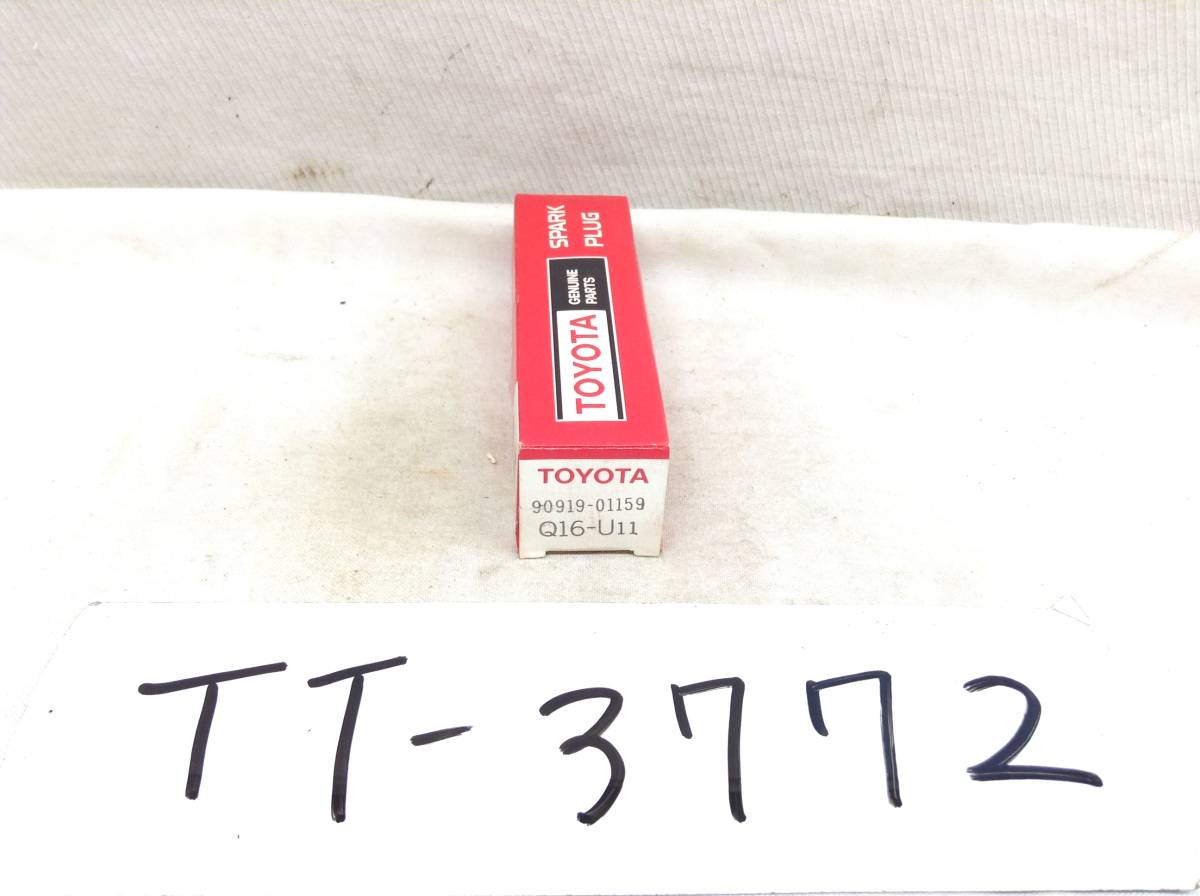 SPARK
PLUG
TOYOTA
GENUINE
PARTS
TOYOTA
90919-01159
Q16-U11
TT-3772